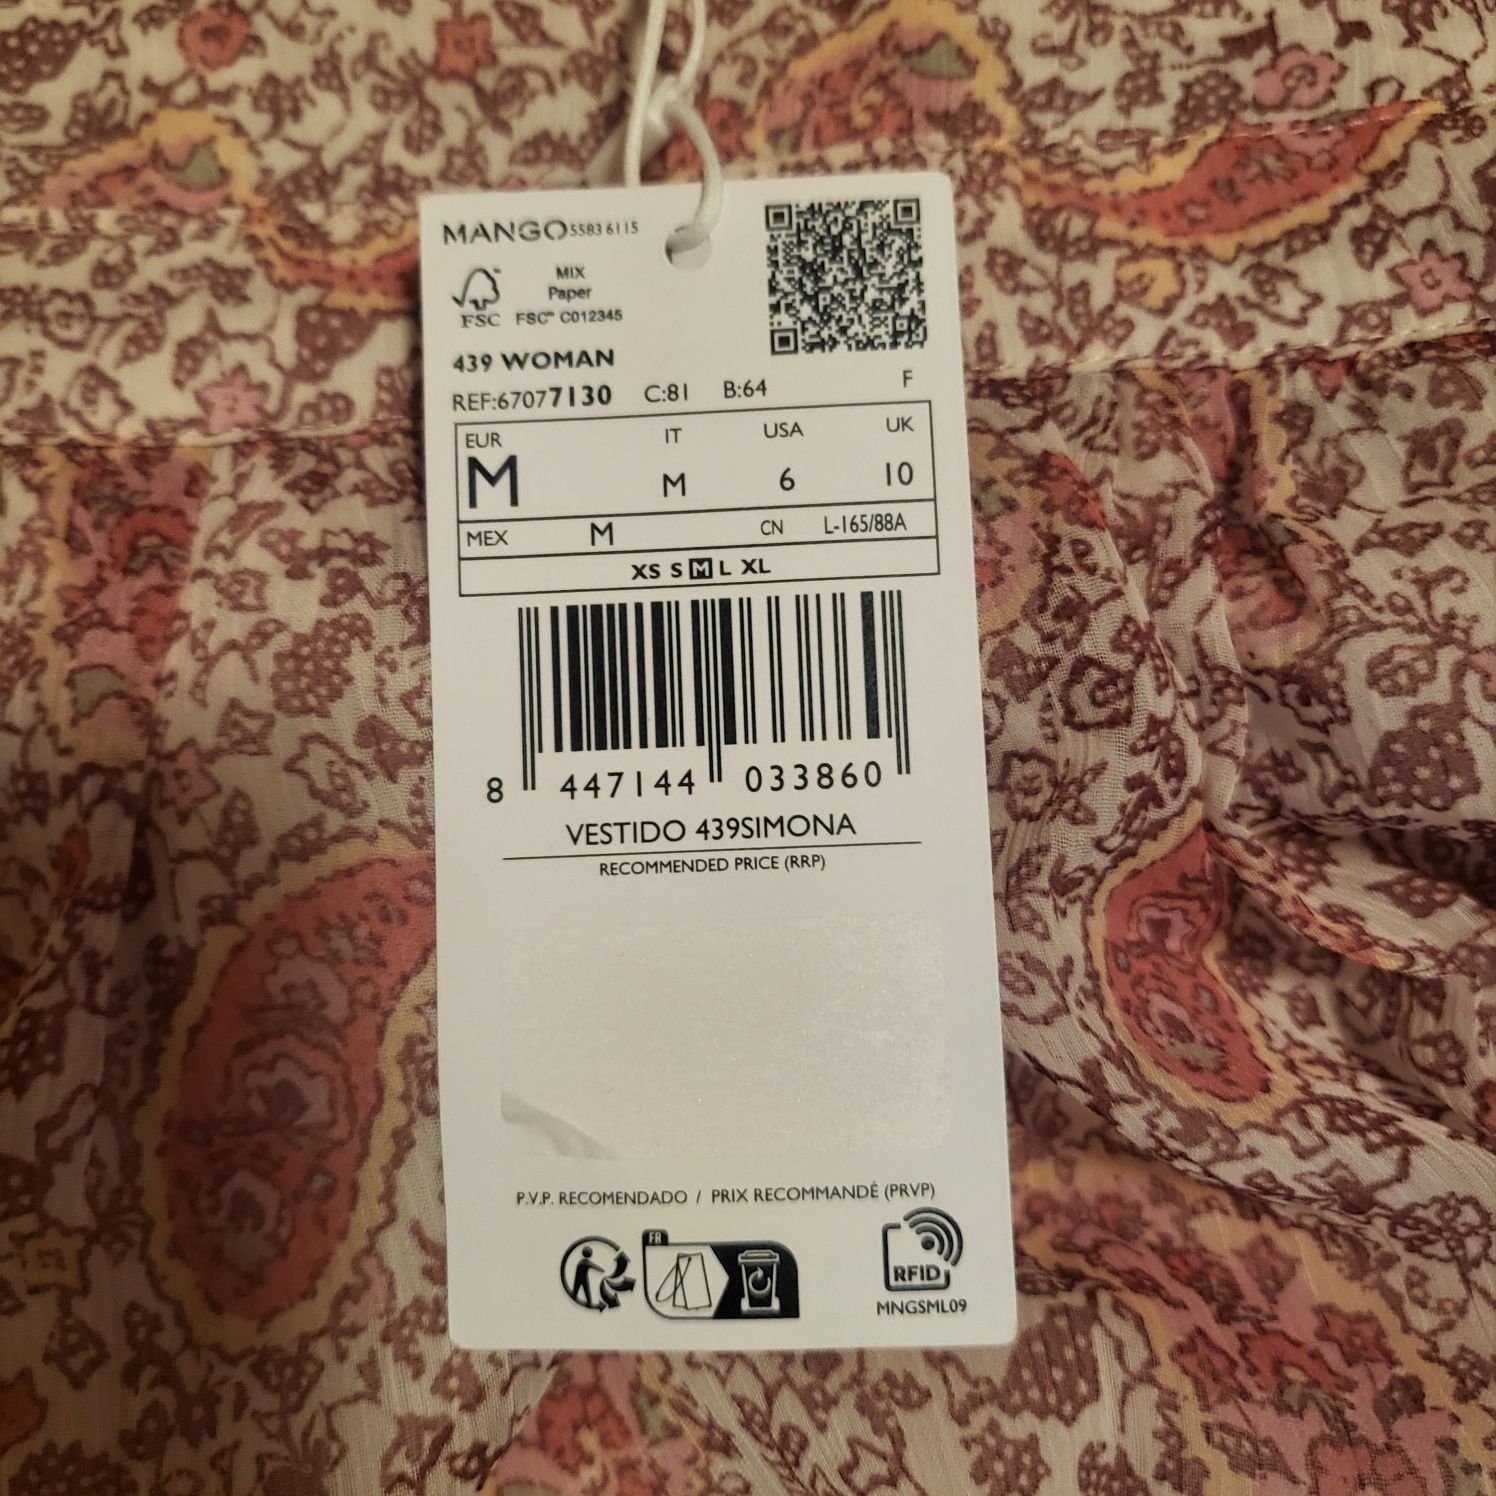 MANGO 5583 6115
MIX
Paper
FSC FSC™ C012345
439 WOMAN
REF:67077130 C:81 B:64 F
EUR IT USA UK
M M 6 10
MEX M CN L-165/88A
XS S M L XL
8 447144 033860
VESTIDO 439SIMONA
RECOMMENDED PRICE (RRP)
P.V.P. RECOMENDADO / PRIX RECOMMANDÉ (PRVP)
FR
RFID
MNGSML09